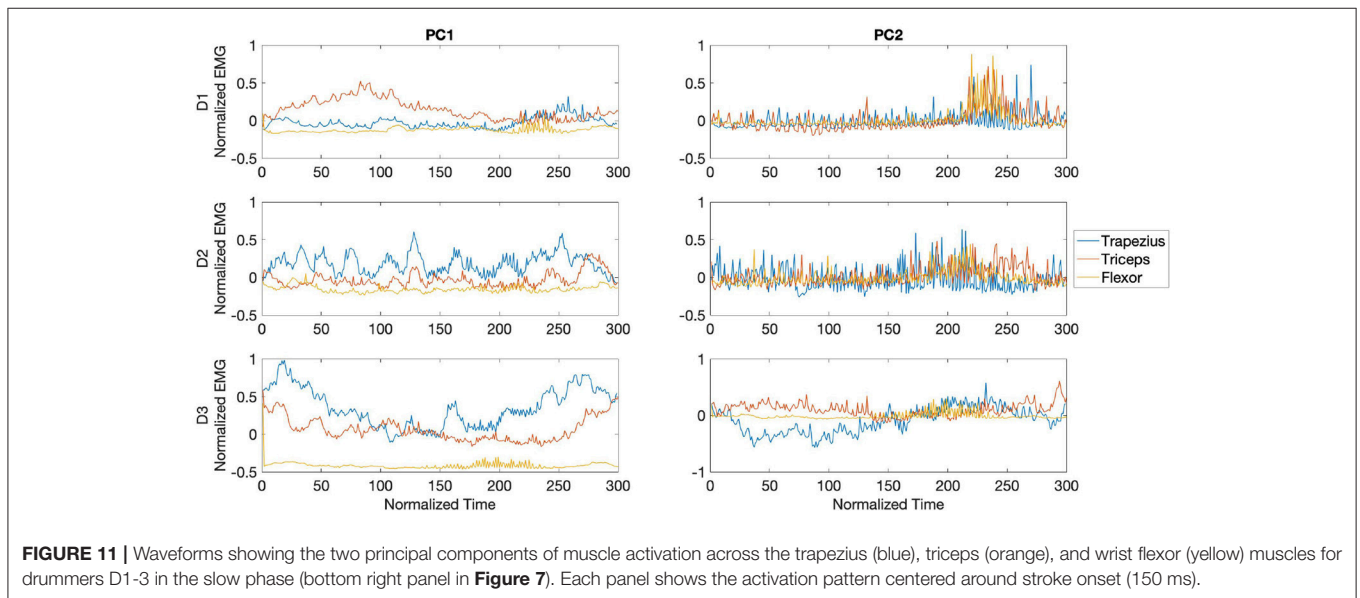 PC1
PC2
D1
Normalized EMG
1
0.5
0
-0.5
0 50 100 150 200 250 300
1
0.5
0
-0.5
0 50 100 150 200 250 300
D2
Normalized EMG
1
0.5
0
-0.5
0 50 100 150 200 250 300
1
0.5
0
-0.5
0 50 100 150 200 250 300
Trapezius
Triceps
Flexor
D3
Normalized EMG
1
0.5
0
-0.5
0 50 100 150 200 250 300
Normalized Time
1
0
-1
0 50 100 150 200 250 300
Normalized Time
FIGURE 11 | Waveforms showing the two principal components of muscle activation across the trapezius (blue), triceps (orange), and wrist flexor (yellow) muscles for
drummers D1-3 in the slow phase (bottom right panel in Figure 7). Each panel shows the activation pattern centered around stroke onset (150 ms).